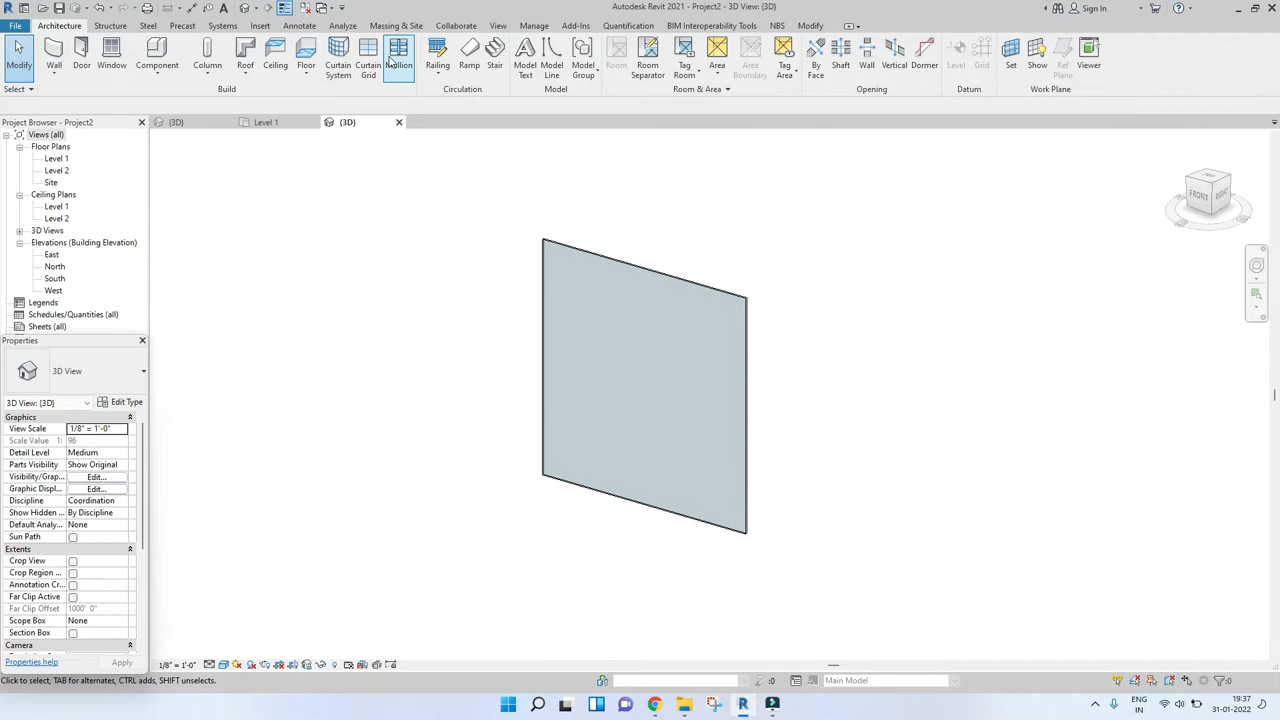 Autodesk Revit 2021 - Project2 - 3D View: {3D}
Sign In
File Architecture Structure Steel Precast Systems Insert Annotate Analyze Massing & Site Collaborate View Manage Add-Ins Quantification BIM Interoperability Tools NBS Modify
Modify Wall Door Window Component Column Roof Ceiling Floor Curtain System Curtain Grid Mullion Railing Ramp Stair Model Text Model Line Model Group Room Room Separator Tag Room Area Area Boundary Tag Area By Face Shaft Wall Vertical Dormer Level Grid Set Show Ref Plane Viewer
Select Build Circulation Model Room & Area Opening Datum Work Plane
Project Browser - Project2
{3D} Level 1 {3D}
Views (all)
Floor Plans
Level 1
Level 2
Site
Ceiling Plans
Level 1
Level 2
3D Views
Elevations (Building Elevation)
East
North
South
West
Legends
Schedules/Quantities (all)
Sheets (all)
FRONT RIGHT
Properties
3D View
3D View: {3D} Edit Type
Graphics
View Scale 1/8" = 1'-0"
Scale Value 1: 96
Detail Level Medium
Parts Visibility Show Original
Visibility/Grap... Edit...
Graphic Displ... Edit...
Discipline Coordination
Show Hidden ... By Discipline
Default Analy... None
Sun Path
Extents
Crop View
Crop Region ...
Annotation Cr...
Far Clip Active
Far Clip Offset 1000' 0"
Scope Box None
Section Box
Camera
Properties help Apply
1/8" = 1'-0"
Click to select, TAB for alternates, CTRL adds, SHIFT unselects.
:0 Main Model :0
ENG
IN
19:37
31-01-2022